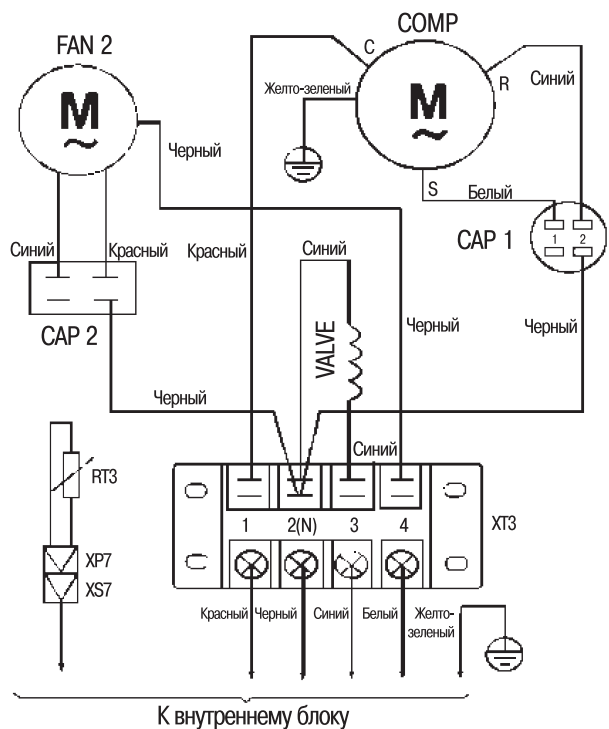 COMP
FAN 2
C
R
Синий
Желто-зеленый
M
~
M
~
Черный
S
Белый
Синий
Красный
Красный
Синий
CAP 1
1
2
CAP 2
VALVE
Черный
Черный
Черный
Синий
RT3
1
2(N)
3
4
XT3
XP7
XS7
Красный
Черный
Синий
Белый
Желто-
зеленый
К внутреннему блоку